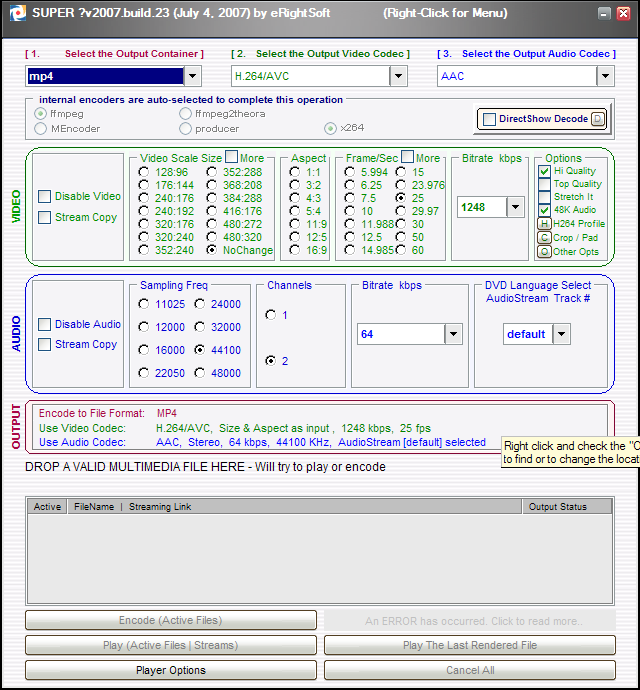 SUPER ?v2007.build.23 (July 4, 2007) by eRightSoft (Right-Click for Menu)
[ 1. Select the Output Container ] [ 2. Select the Output Video Codec ] [ 3. Select the Output Audio Codec ]
mp4 H.264/AVC AAC
internal encoders are auto-selected to complete this operation
ffmpeg ffmpeg2theora
MEncoder producer x264
DirectShow Decode D
VIDEO
Disable Video
Stream Copy
Video Scale Size More
128:96 352:288
176:144 368:208
240:176 384:288
240:192 416:176
320:176 480:272
320:240 480:320
352:240 NoChange
Aspect
1:1
3:2
4:3
5:4
11:9
12:5
16:9
Frame/Sec More
5.994 15
6.25 23.976
7.5 25
10 29.97
11.988 30
12.5 50
14.985 60
Bitrate kbps
1248
Options
Hi Quality
Top Quality
Stretch It
48K Audio
H H264 Profile
C Crop / Pad
O Other Opts
AUDIO
Disable Audio
Stream Copy
Sampling Freq
11025 24000
12000 32000
16000 44100
22050 48000
Channels
1
2
Bitrate kbps
64
DVD Language Select
AudioStream Track #
default
OUTPUT
Encode to File Format: MP4
Use Video Codec: H.264/AVC, Size & Aspect as input , 1248 kbps, 25 fps
Use Audio Codec: AAC, Stereo, 64 kbps, 44100 KHz, AudioStream [default] selected
Right click and check the "O
to find or to change the locat
DROP A VALID MULTIMEDIA FILE HERE - Will try to play or encode
Active FileName | Streaming Link Output Status
Encode (Active Files) An ERROR has occurred. Click to read more..
Play (Active Files | Streams) Play The Last Rendered File
Player Options Cancel All